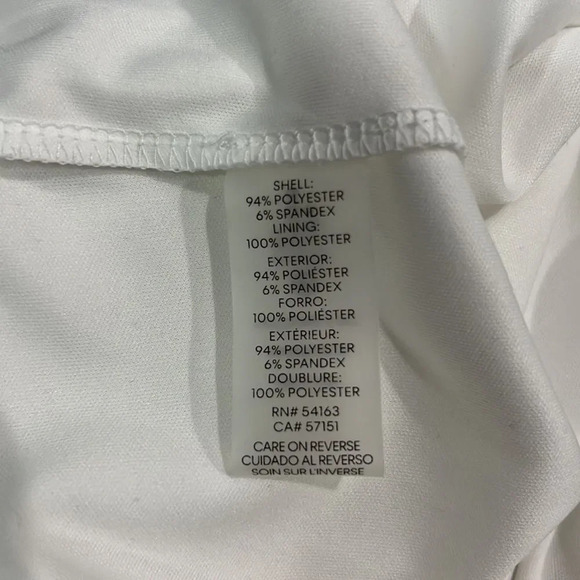 SHELL:
94% POLYESTER
6% SPANDEX
LINING:
100% POLYESTER
EXTERIOR:
94% POLIÉSTER
6% SPANDEX
FORRO:
100% POLIÉSTER
EXTÉRIEUR:
94% POLYESTER
6% SPANDEX
DOUBLURE:
100% POLYESTER
RN# 54163
CA# 57151
CARE ON REVERSE
CUIDADO AL REVERSO
SOIN SUR L'INVERSE